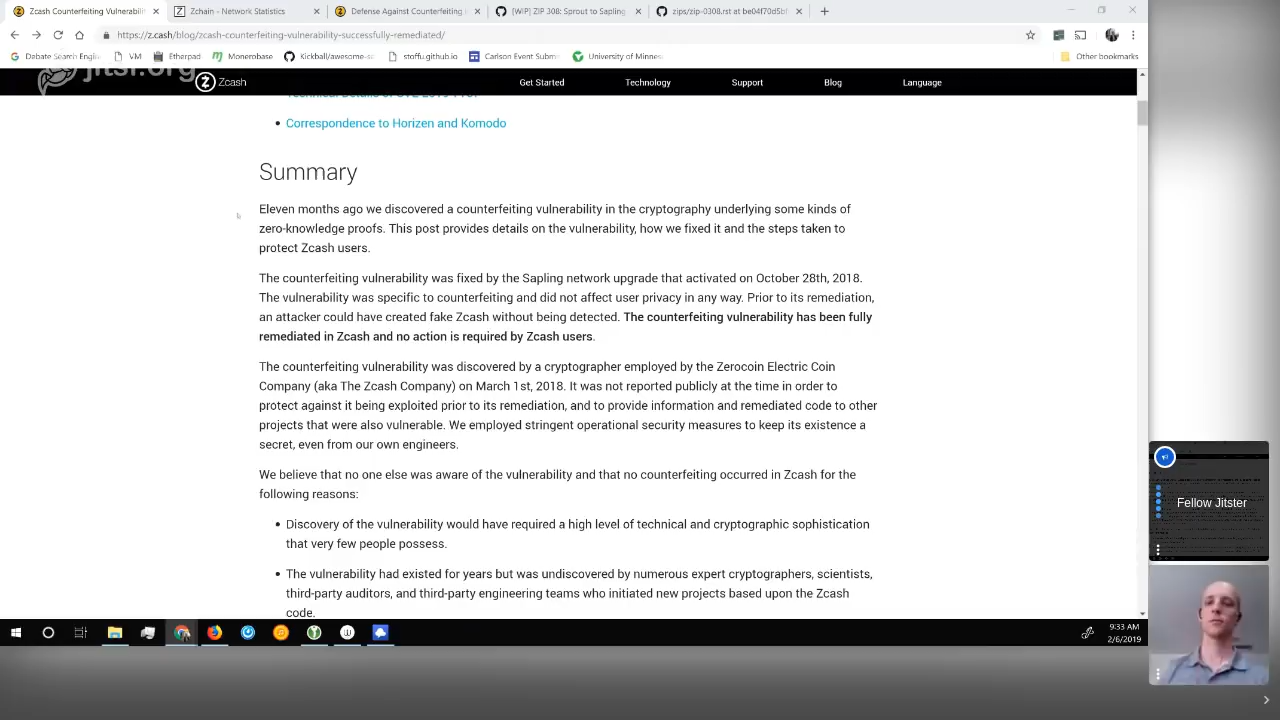 Zcash Counterfeiting Vulnerabilit
Zchain - Network Statistics
Defense Against Counterfeiting
[WIP] ZIP 308: Sprout to Sapling
zips/zip-0308.rst at be04f70d5bf
https://z.cash/blog/zcash-counterfeiting-vulnerability-successfully-remediated/
Debate Search Engin
VM
Etherpad
Monerobase
Kickball/awesome-se
stoffu.github.io
Carlson Event Subm
University of Minnes
Other bookmarks
jitsi.org
Zcash
Get Started
Technology
Support
Blog
Language
• Correspondence to Horizen and Komodo
Summary
Eleven months ago we discovered a counterfeiting vulnerability in the cryptography underlying some kinds of
zero-knowledge proofs. This post provides details on the vulnerability, how we fixed it and the steps taken to
protect Zcash users.
The counterfeiting vulnerability was fixed by the Sapling network upgrade that activated on October 28th, 2018.
The vulnerability was specific to counterfeiting and did not affect user privacy in any way. Prior to its remediation,
an attacker could have created fake Zcash without being detected. The counterfeiting vulnerability has been fully
remediated in Zcash and no action is required by Zcash users.
The counterfeiting vulnerability was discovered by a cryptographer employed by the Zerocoin Electric Coin
Company (aka The Zcash Company) on March 1st, 2018. It was not reported publicly at the time in order to
protect against it being exploited prior to its remediation, and to provide information and remediated code to other
projects that were also vulnerable. We employed stringent operational security measures to keep its existence a
secret, even from our own engineers.
We believe that no one else was aware of the vulnerability and that no counterfeiting occurred in Zcash for the
following reasons:
• Discovery of the vulnerability would have required a high level of technical and cryptographic sophistication
that very few people possess.
• The vulnerability had existed for years but was undiscovered by numerous expert cryptographers, scientists,
third-party auditors, and third-party engineering teams who initiated new projects based upon the Zcash
code.
Fellow Jitster
9:33 AM
2/6/2019